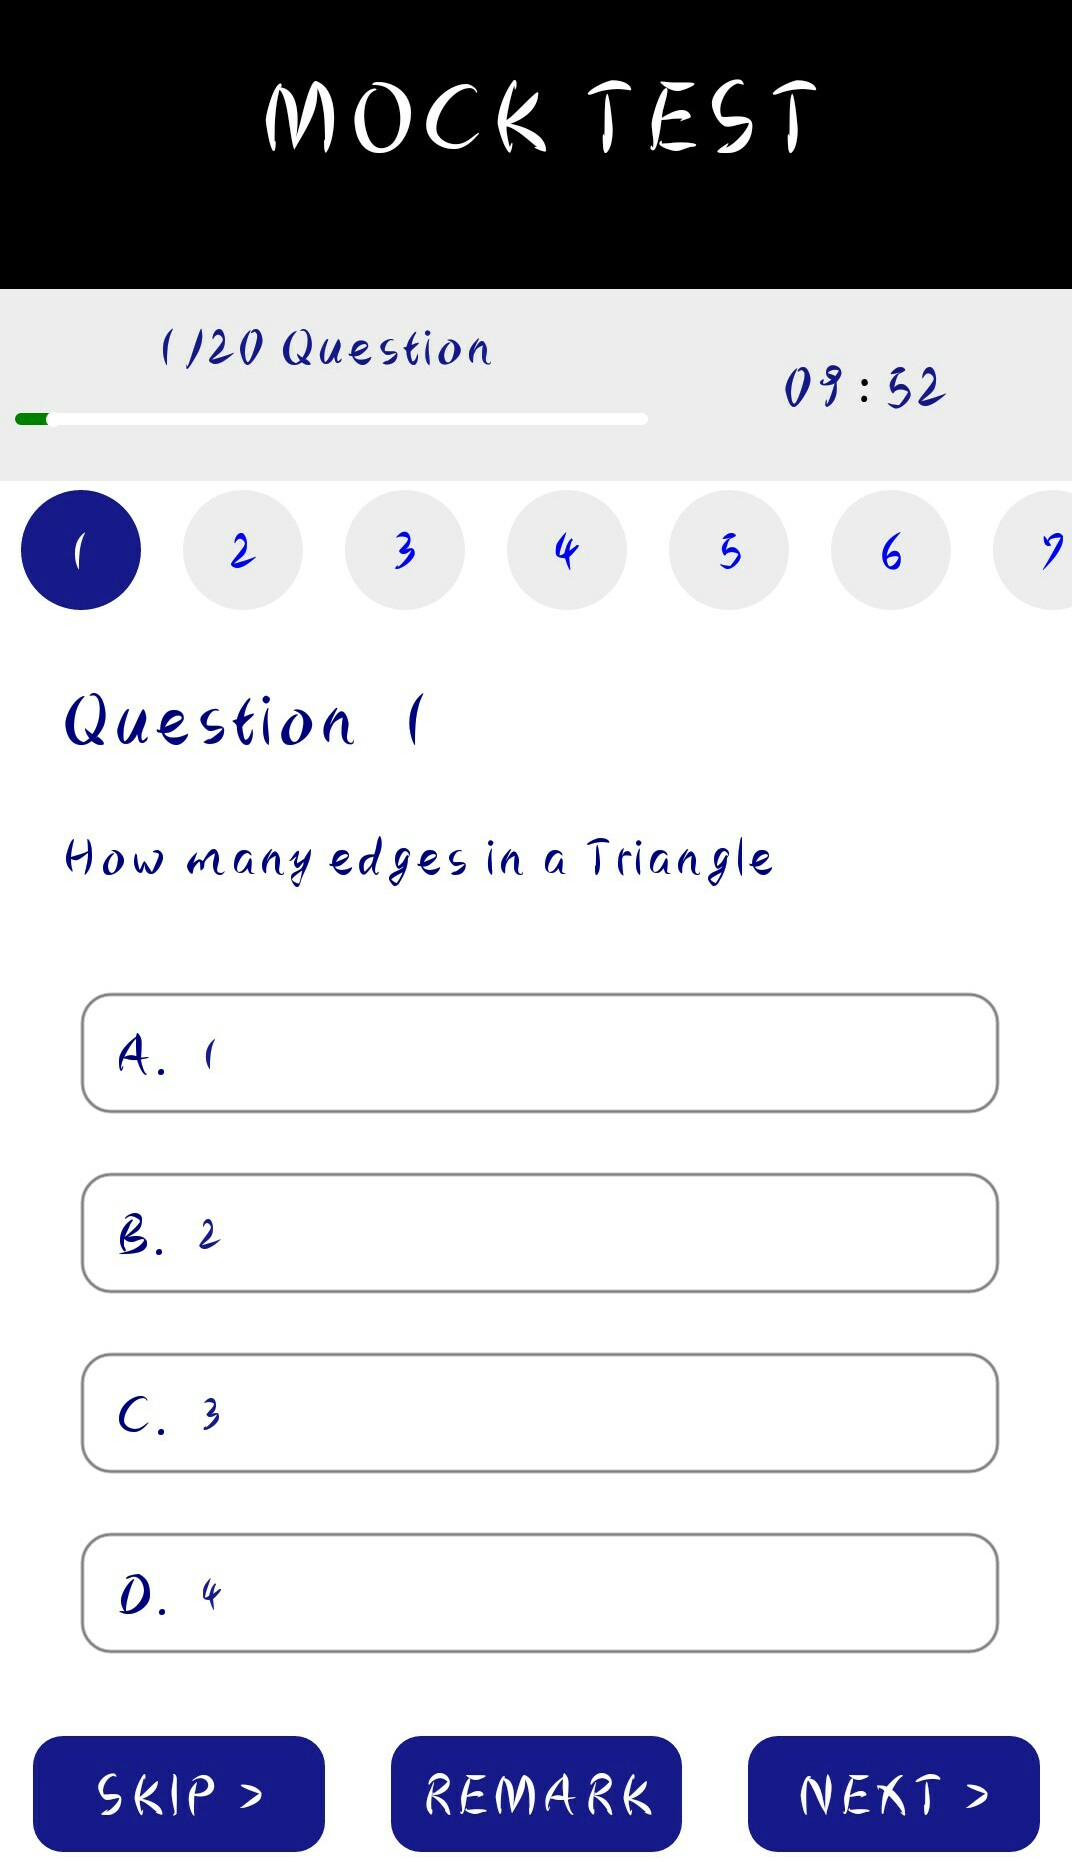 MOCK TEST
1/20 Question
09 : 52
1 2 3 4 5 6 7
Question 1
How many edges in a Triangle
A. 1
B. 2
C. 3
D. 4
SKIP > REMARK NEXT >